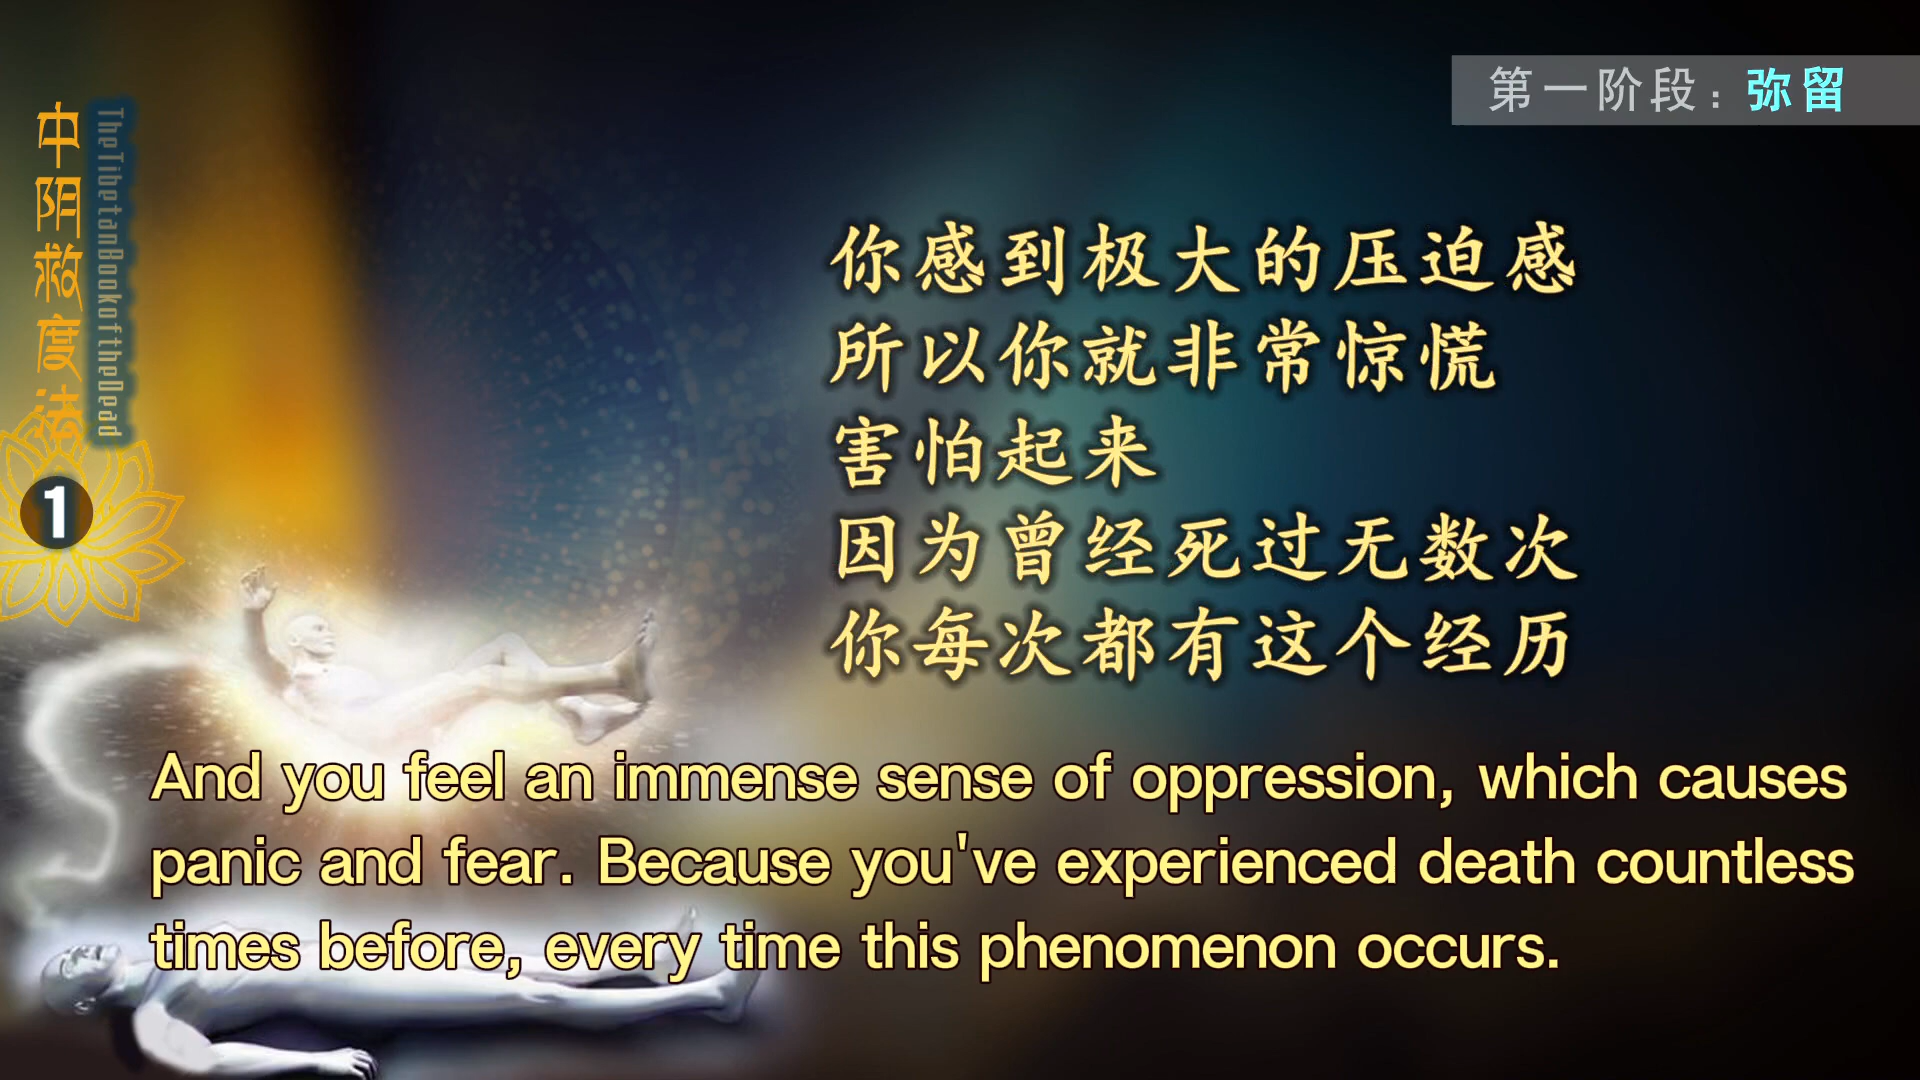 第一阶段：弥留
中阴救度法
TheTibetanBookoftheDead
1
你感到极大的压迫感
所以你就非常惊慌
害怕起来
因为曾经死过无数次
你每次都有这个经历
And you feel an immense sense of oppression, which causes
panic and fear. Because you've experienced death countless
times before, every time this phenomenon occurs.